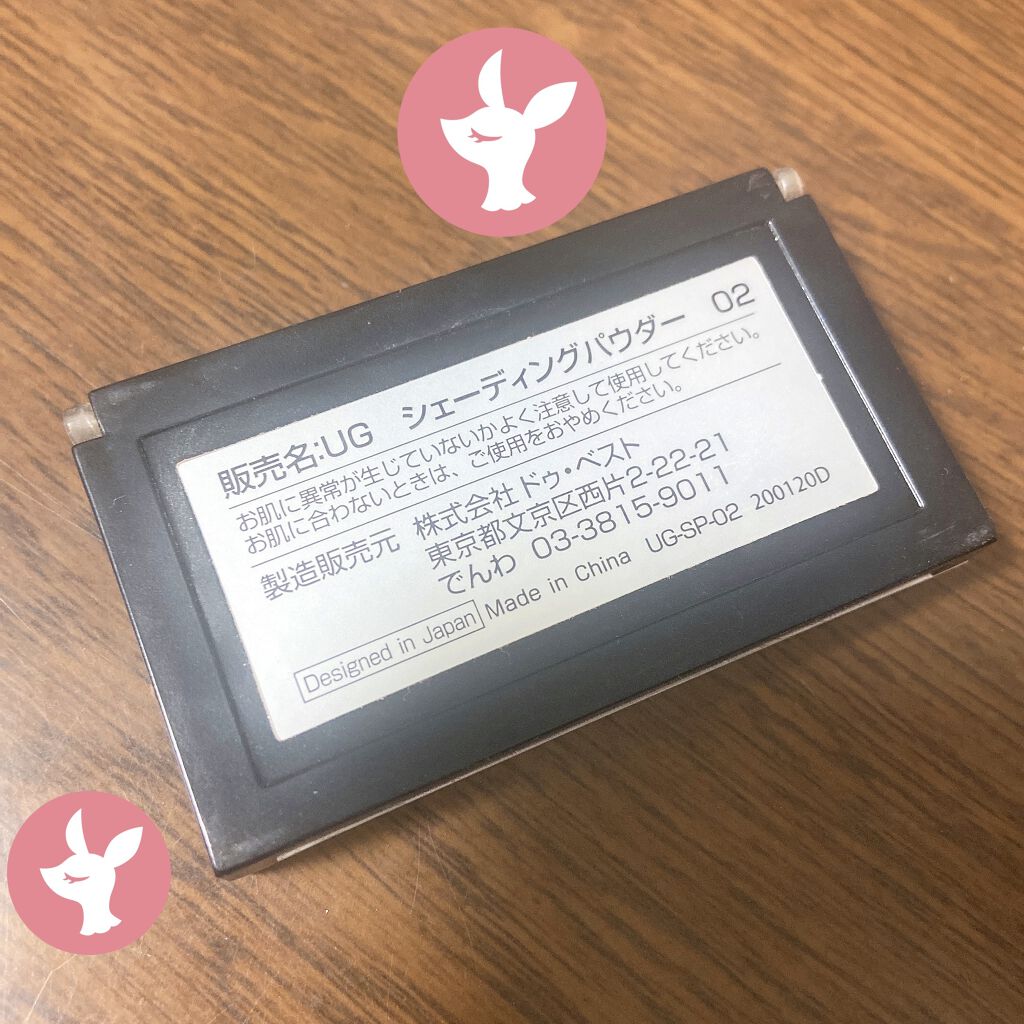 販売名:UG シェーディングパウダー 02
お肌に異常が生じていないかよく注意して使用してください。
お肌に合わないときは、ご使用をおやめください。
製造販売元 株式会社 ドゥ・ベスト
東京都文京区西片2-22-21
でんわ 03-3815-9011
Designed in Japan Made in China UG-SP-02 200120D